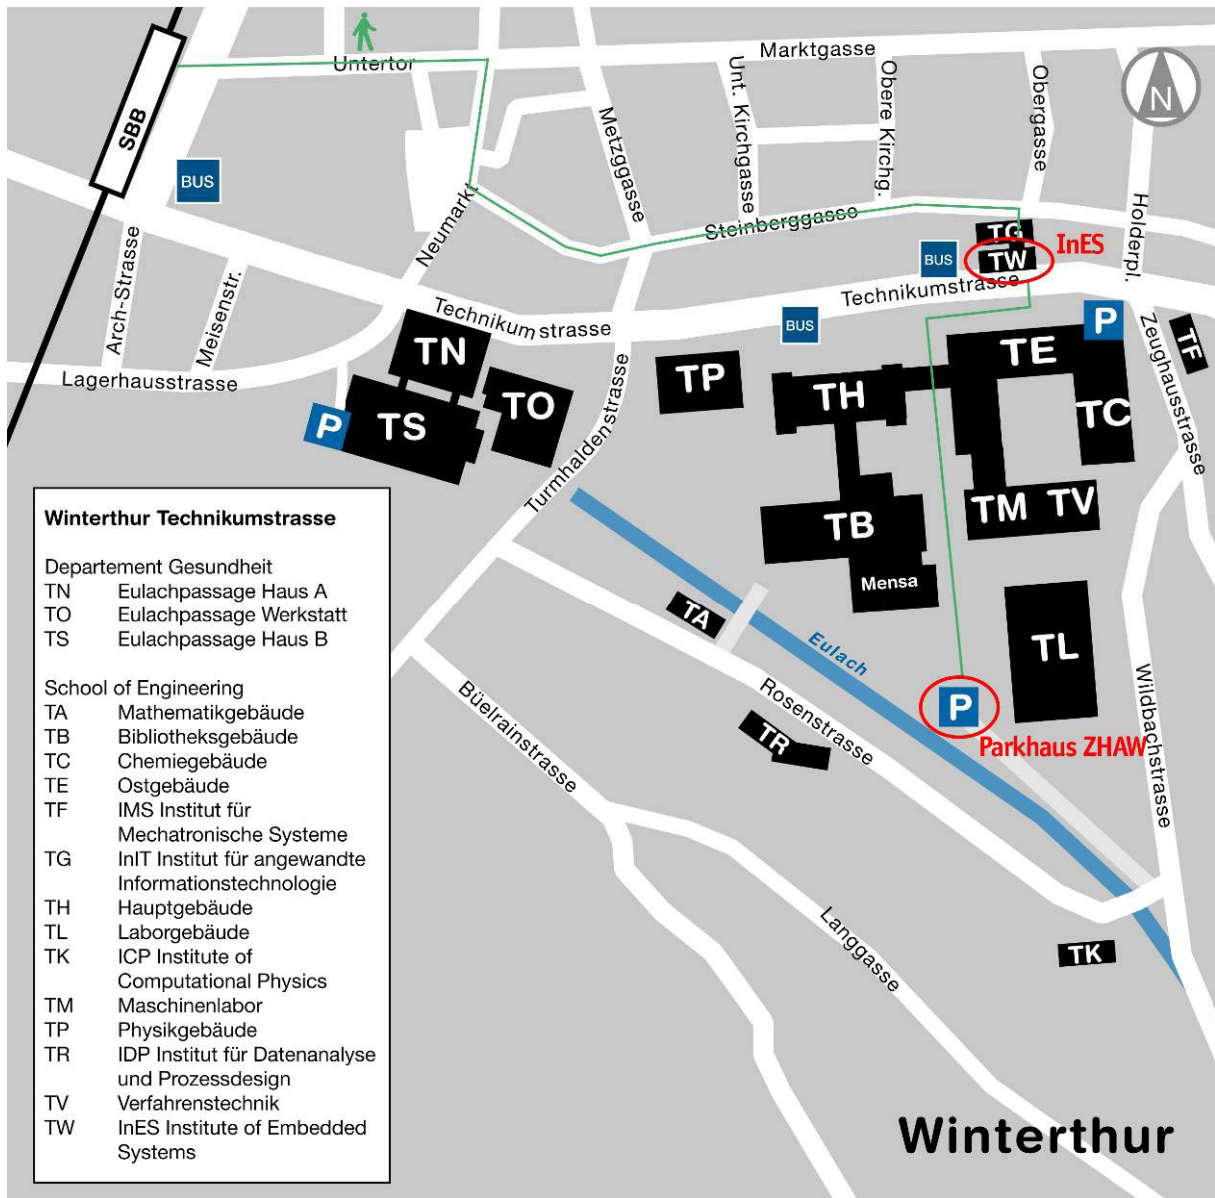 Marktgasse
Untertor
SBB
BUS
Unt. Kirchgasse
Obere Kirchg.
Obergasse
N
Metzggasse
Holderpl.
Neumarkt
Steinberggasse
TG
TW
InES
BUS
Arch-Strasse
Meisenstr.
Technikumstrasse
Technikumstrasse
BUS
P
Zeughausstrasse
TF
TN
TE
TP
TH
TO
TC
Lagerhausstrasse
P
TS
Turmhaldenstrasse
TM TV
TB
Mensa
TA
Eulach
TL
Rosenstrasse
P
Parkhaus ZHAW
Wildbachstrasse
Büelrainstrasse
TR
Langgasse
TK
Winterthur Technikumstrasse
Departement Gesundheit
TN Eulachpassage Haus A
TO Eulachpassage Werkstatt
TS Eulachpassage Haus B
School of Engineering
TA Mathematikgebäude
TB Bibliotheksgebäude
TC Chemiegebäude
TE Ostgebäude
TF IMS Institut für
Mechatronische Systeme
TG InIT Institut für angewandte
Informationstechnologie
TH Hauptgebäude
TL Laborgebäude
TK ICP Institute of
Computational Physics
TM Maschinenlabor
TP Physikgebäude
TR IDP Institut für Datenanalyse
und Prozessdesign
TV Verfahrenstechnik
TW InES Institute of Embedded
Systems
Winterthur